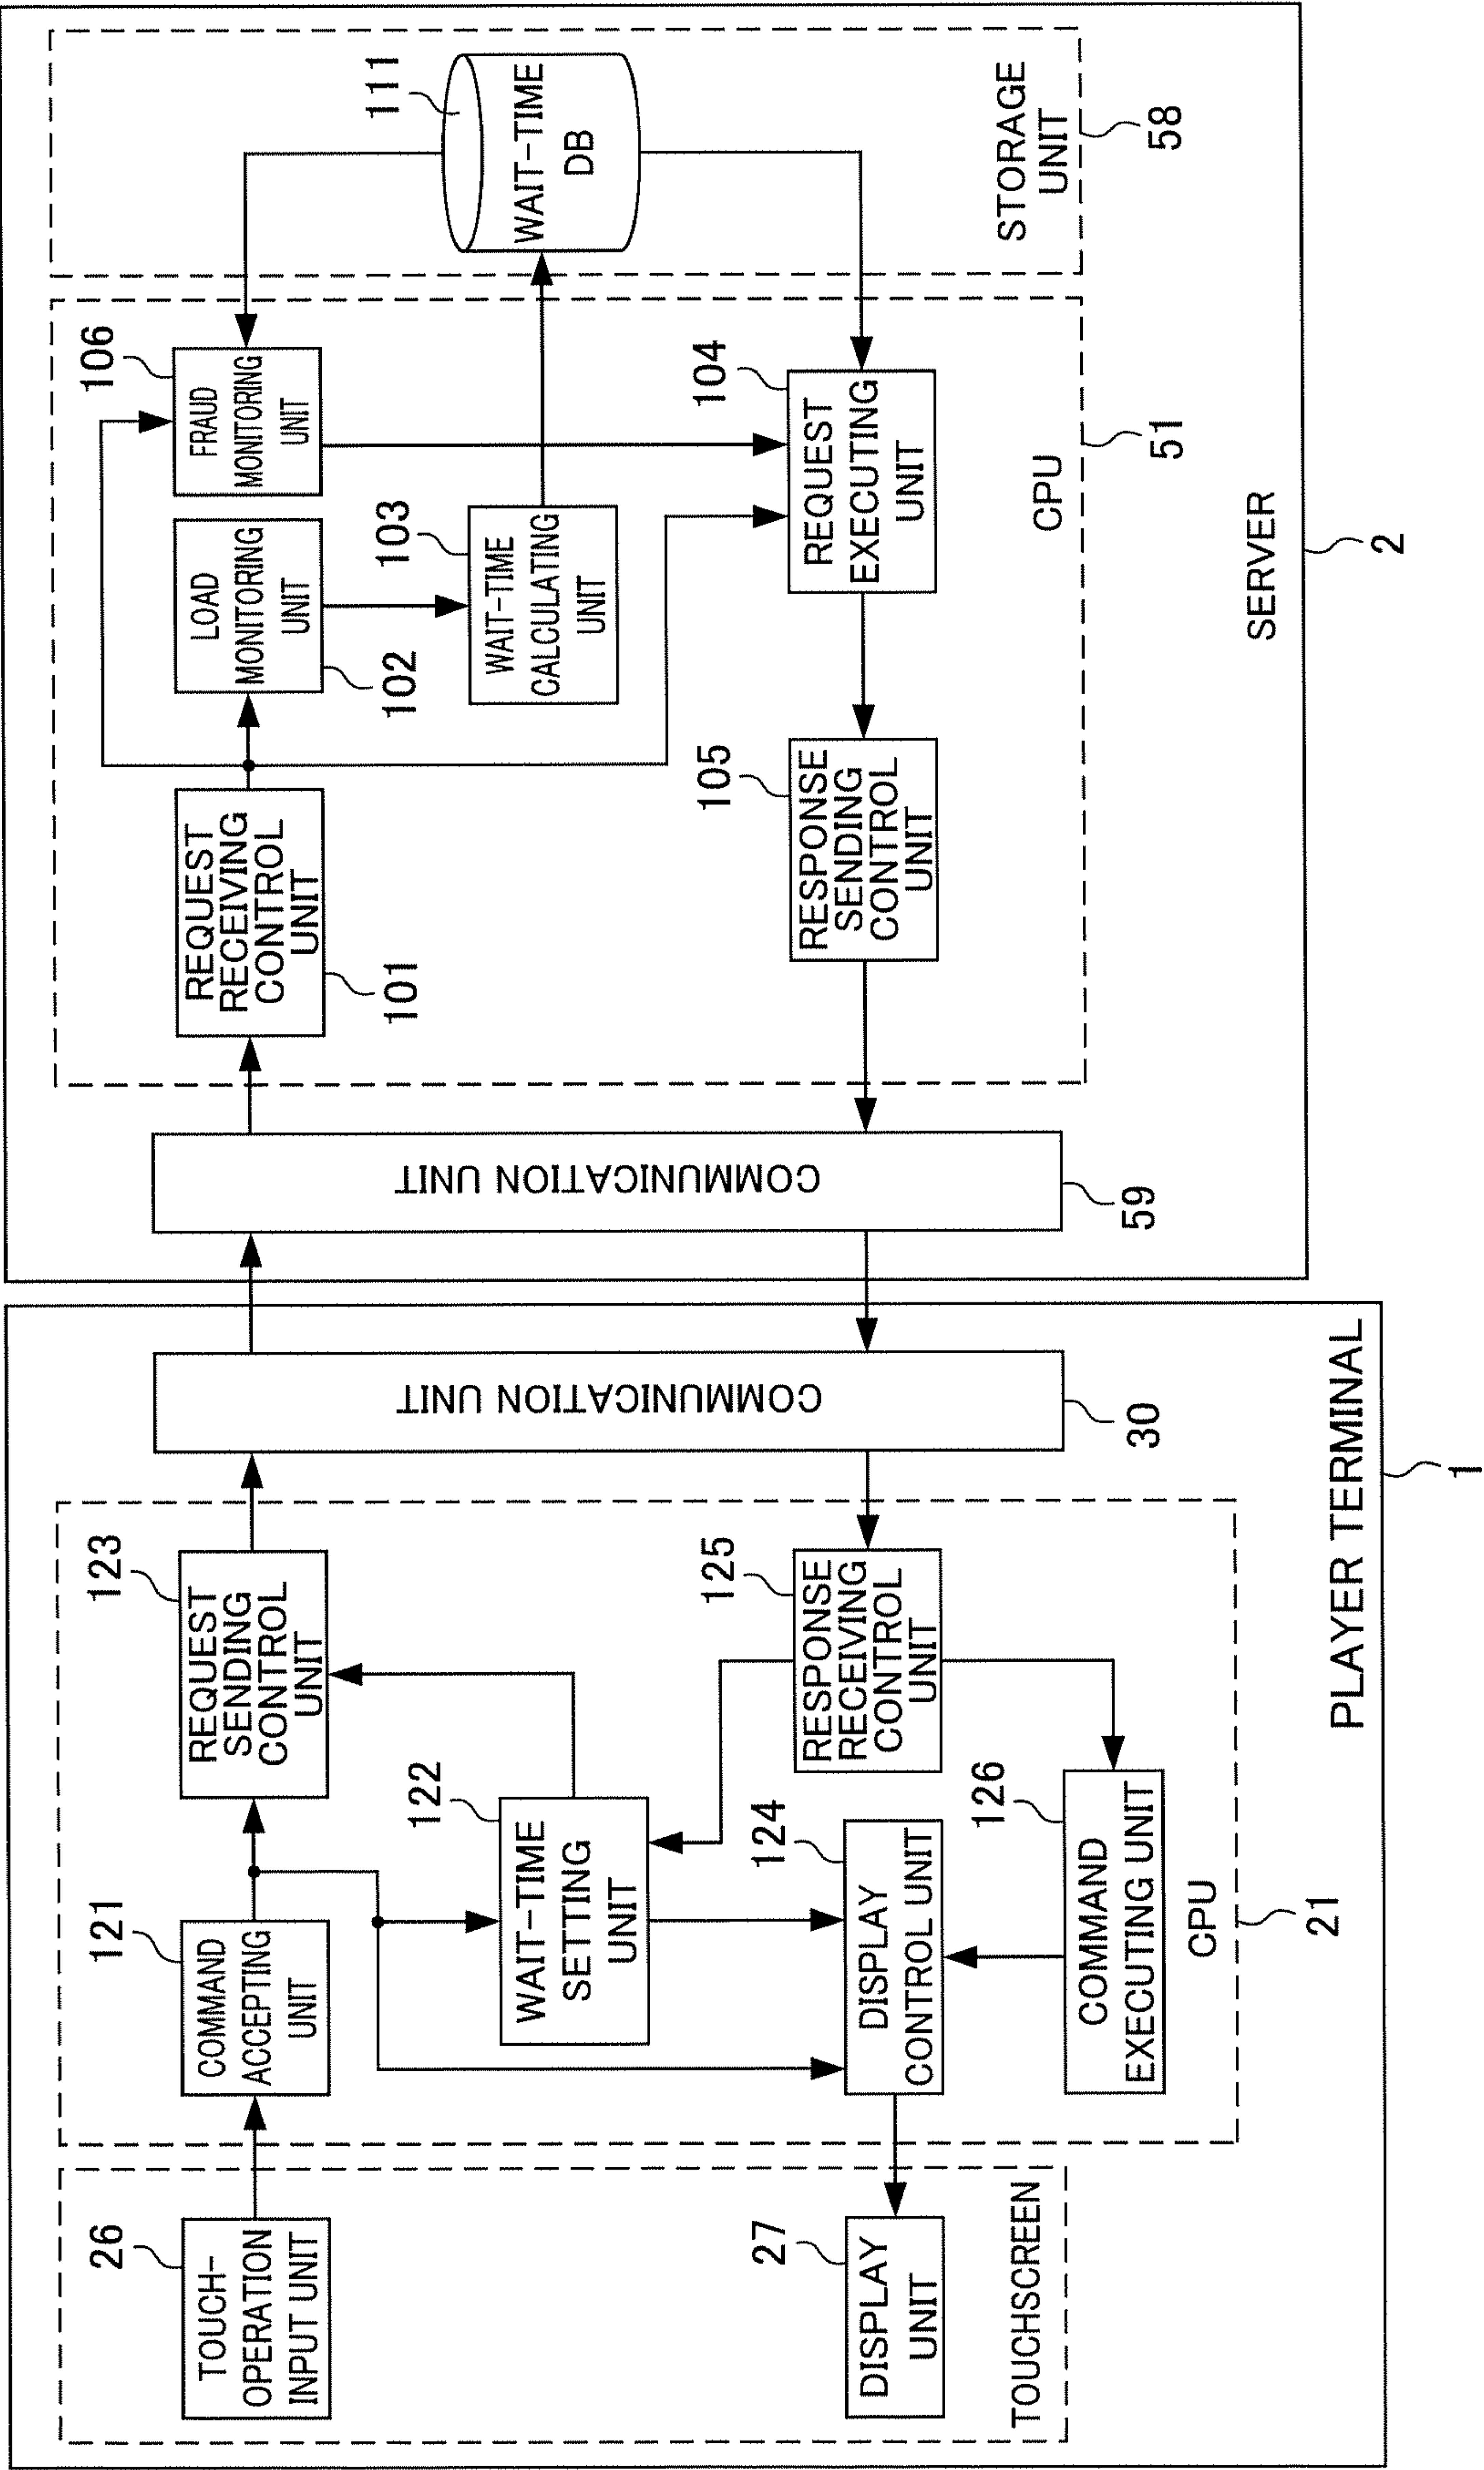 PLAYER TERMINAL
1
TOUCHSCREEN
26
TOUCH-
OPERATION
INPUT UNIT
27
DISPLAY
UNIT
CPU
21
121
COMMAND
ACCEPTING
UNIT
123
REQUEST
SENDING
CONTROL
UNIT
122
WAIT-TIME
SETTING
UNIT
124
DISPLAY
CONTROL UNIT
125
RESPONSE
RECEIVING
CONTROL
UNIT
126
COMMAND
EXECUTING UNIT
COMMUNICATION UNIT
30
SERVER
2
COMMUNICATION UNIT
59
CPU
51
REQUEST
RECEIVING
CONTROL
UNIT
101
LOAD
MONITORING
UNIT
102
106
FRAUD
MONITORING
UNIT
103
WAIT-TIME
CALCULATING
UNIT
104
REQUEST
EXECUTING
UNIT
105
RESPONSE
SENDING
CONTROL
UNIT
111
WAIT-TIME
DB
STORAGE
UNIT
58